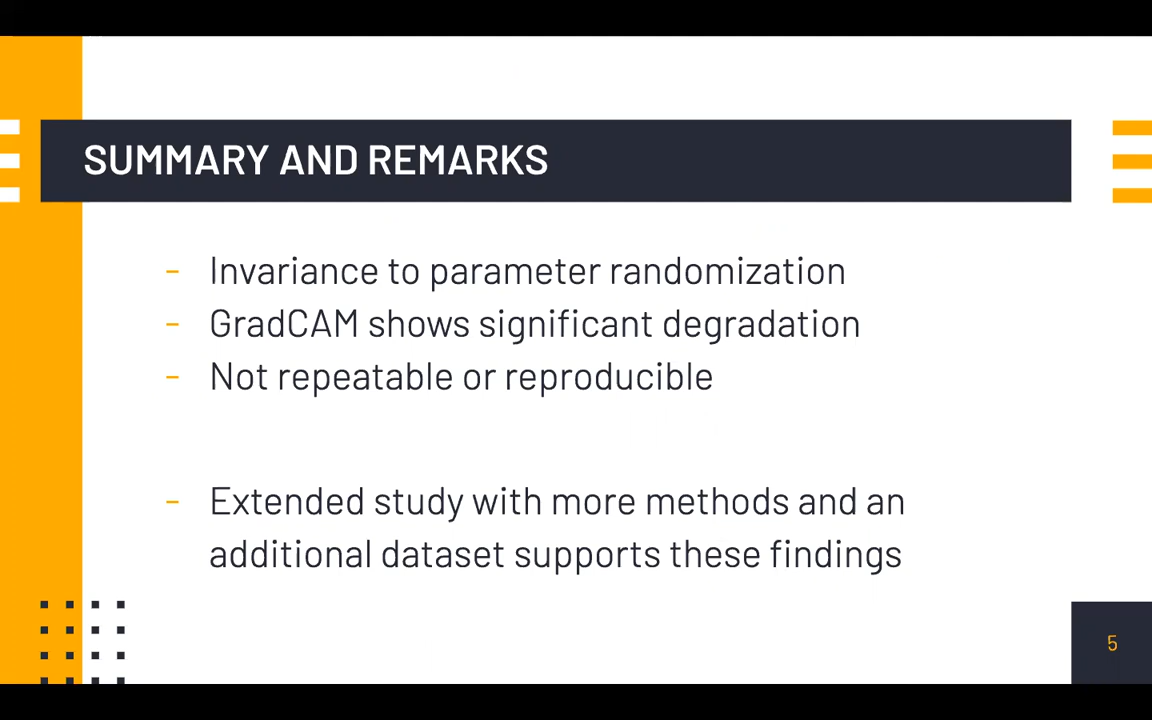 SUMMARY AND REMARKS
- Invariance to parameter randomization
- GradCAM shows significant degradation
- Not repeatable or reproducible
- Extended study with more methods and an
additional dataset supports these findings
5